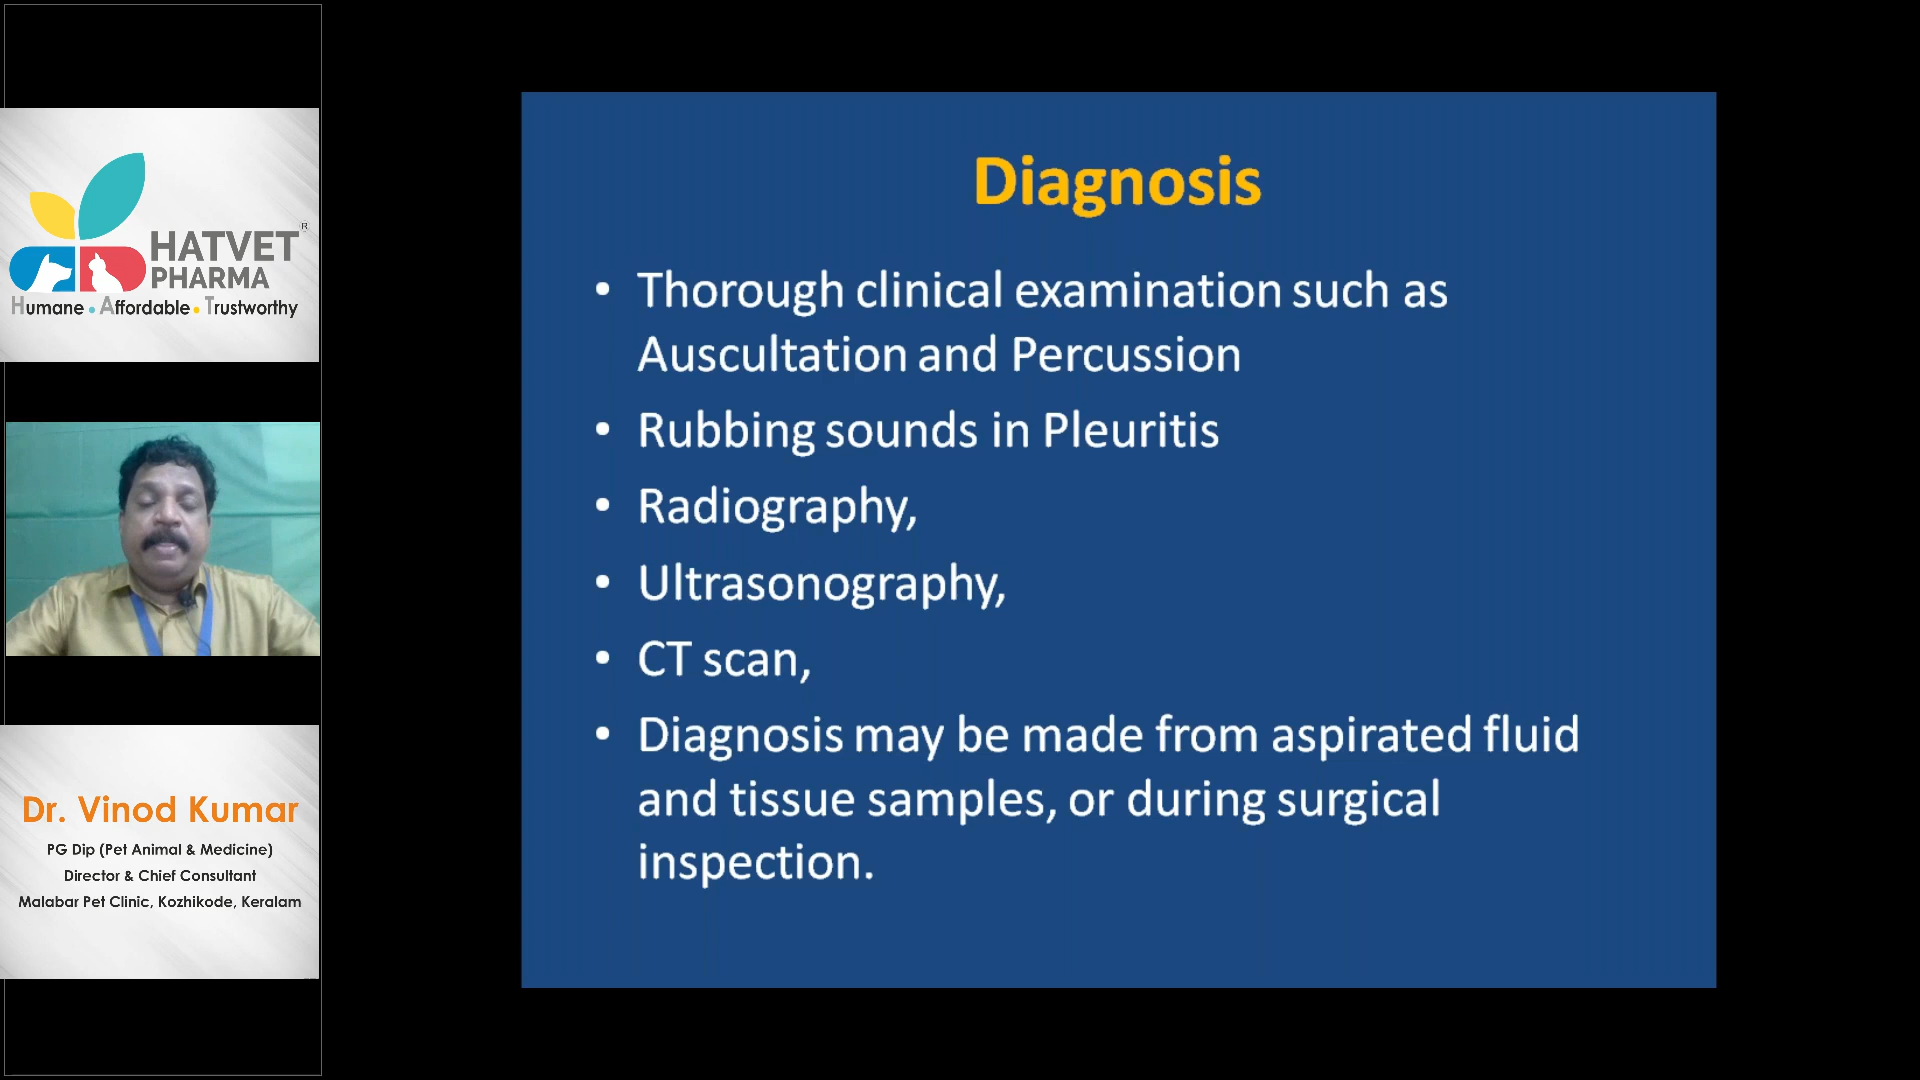 HATVET
®
PHARMA
Humane • Affordable • Trustworthy
Dr. Vinod Kumar
PG Dip (Pet Animal & Medicine)
Director & Chief Consultant
Malabar Pet Clinic, Kozhikode, Keralam
Diagnosis
• Thorough clinical examination such as
Auscultation and Percussion
• Rubbing sounds in Pleuritis
• Radiography,
• Ultrasonography,
• CT scan,
• Diagnosis may be made from aspirated fluid
and tissue samples, or during surgical
inspection.